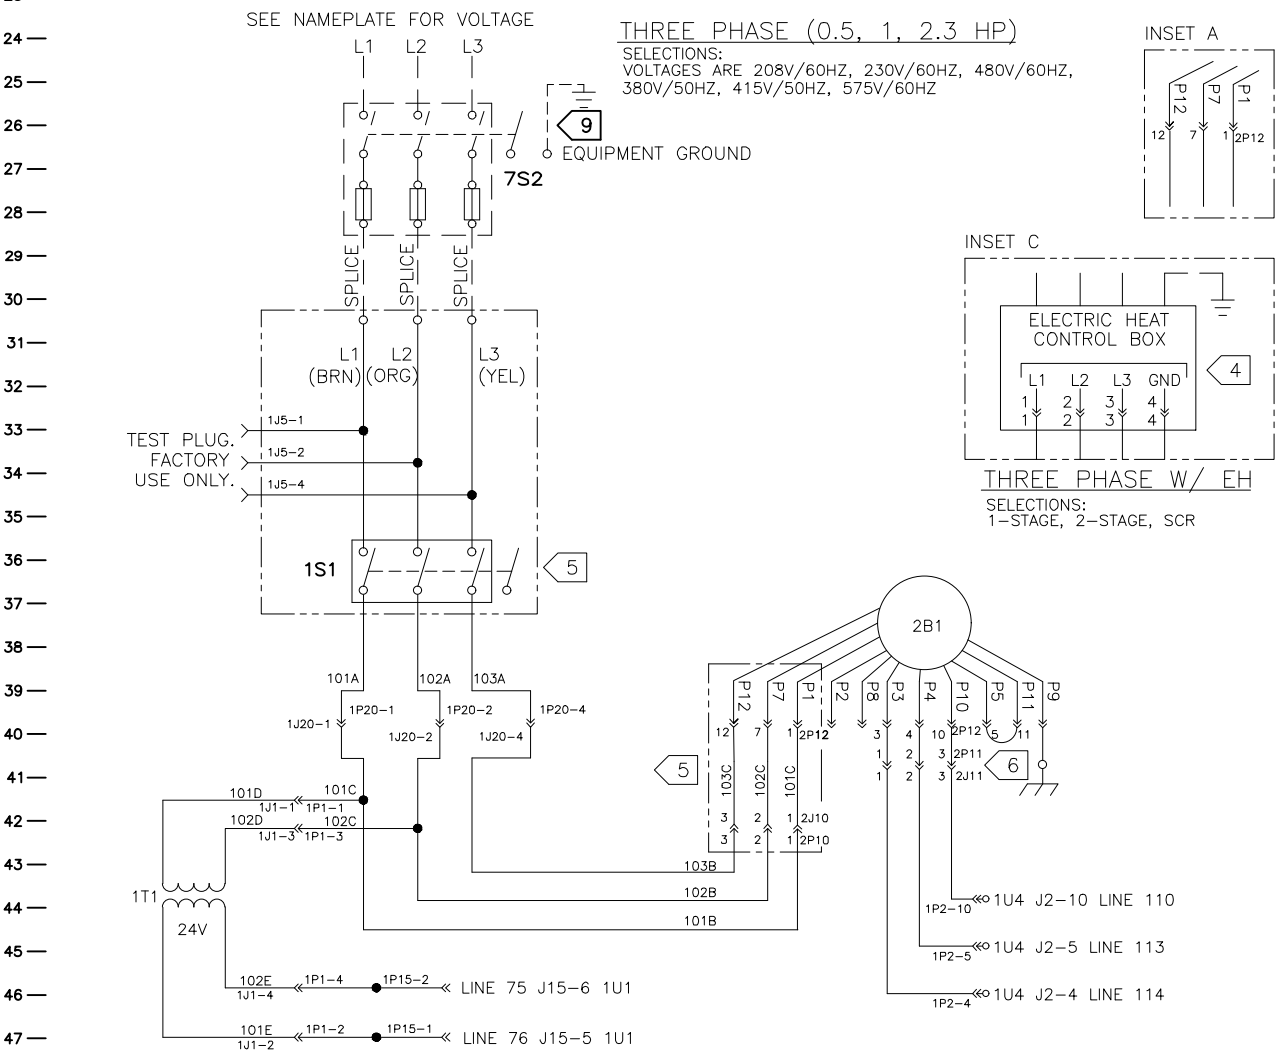 SEE NAMEPLATE FOR VOLTAGE
THREE PHASE (0.5, 1, 2.3 HP)
SELECTIONS:
VOLTAGES ARE 208V/60HZ, 230V/60HZ, 480V/60HZ,
380V/50HZ, 415V/50HZ, 575V/60HZ
INSET A
P12 P7 P1
12 7 1 2P12
24
25
26
27
28
29
30
31
32
33
34
35
36
37
38
39
40
41
42
43
44
45
46
47
L1 L2 L3
9
EQUIPMENT GROUND
7S2
SPLICE SPLICE SPLICE
INSET C
ELECTRIC HEAT
CONTROL BOX
L1 L2 L3 GND
1 2 3 4
1 2 3 4
4
THREE PHASE W/ EH
SELECTIONS:
1-STAGE, 2-STAGE, SCR
L1 L2 L3
(BRN) (ORG) (YEL)
TEST PLUG.
FACTORY
USE ONLY.
1J5-1
1J5-2
1J5-4
1S1
5
2B1
101A 102A 103A
1P20-1 1P20-2 1P20-4
1J20-1 1J20-2 1J20-4
P12 P7 P1 P2 P8 P3 P4 P10 P5 P11 P9
12 7 1 2P12 3 4 10 2P12 5 11
1 2 3 2P11
1 2 3 2J11
6
5
103C 102C 101C
3 2 1 2J10
3 2 1 2P10
101D 1J1-1 1P1-1 101C
102D 1J1-3 1P1-3 102C
103B
102B
101B
1T1
24V
1P2-10 1U4 J2-10 LINE 110
1P2-5 1U4 J2-5 LINE 113
1P2-4 1U4 J2-4 LINE 114
102E 1J1-4 1P1-4 1P15-2 LINE 75 J15-6 1U1
101E 1J1-2 1P1-2 1P15-1 LINE 76 J15-5 1U1